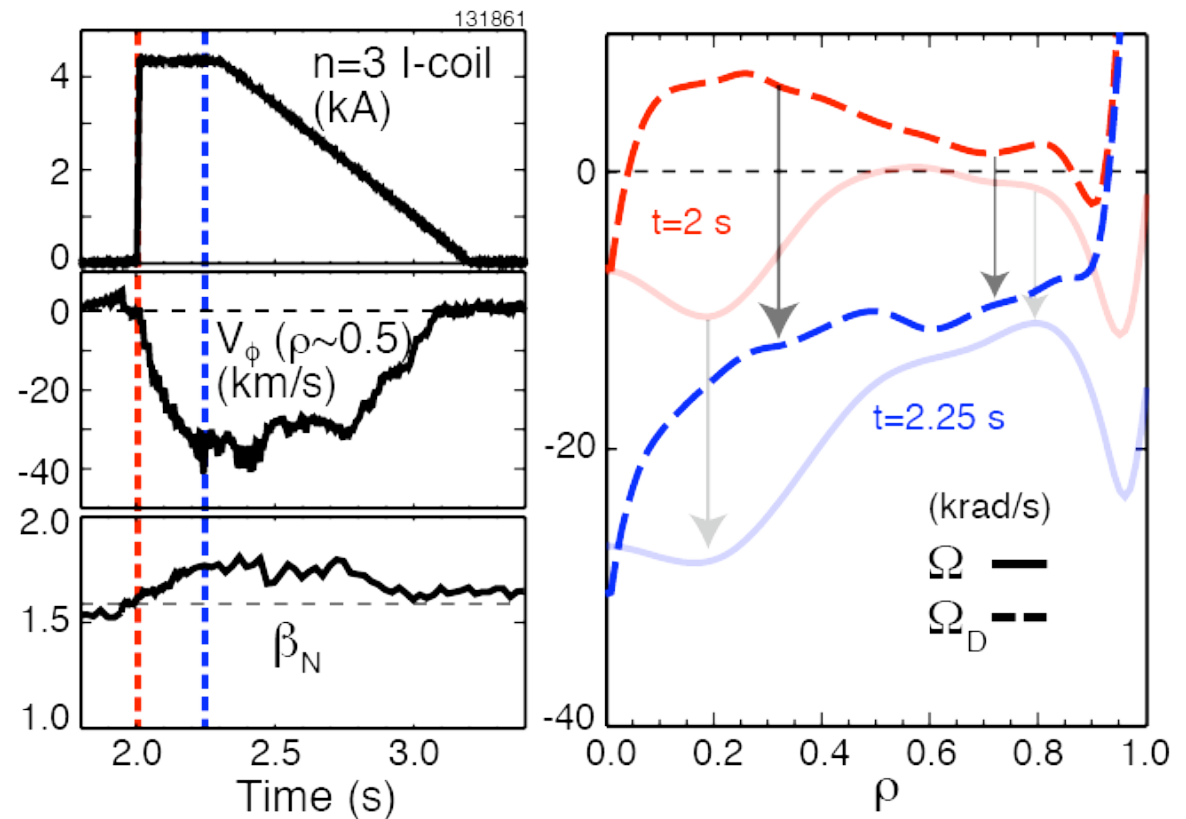 131861
n=3 I-coil
(kA)
4
2
0
V_ϕ (ρ~0.5)
(km/s)
0
-20
-40
2.0
1.5
1.0
β_N
2.0 2.5 3.0
Time (s)
0
-20
-40
t=2 s
t=2.25 s
(krad/s)
Ω
Ω_D
0.0 0.2 0.4 0.6 0.8 1.0
ρ